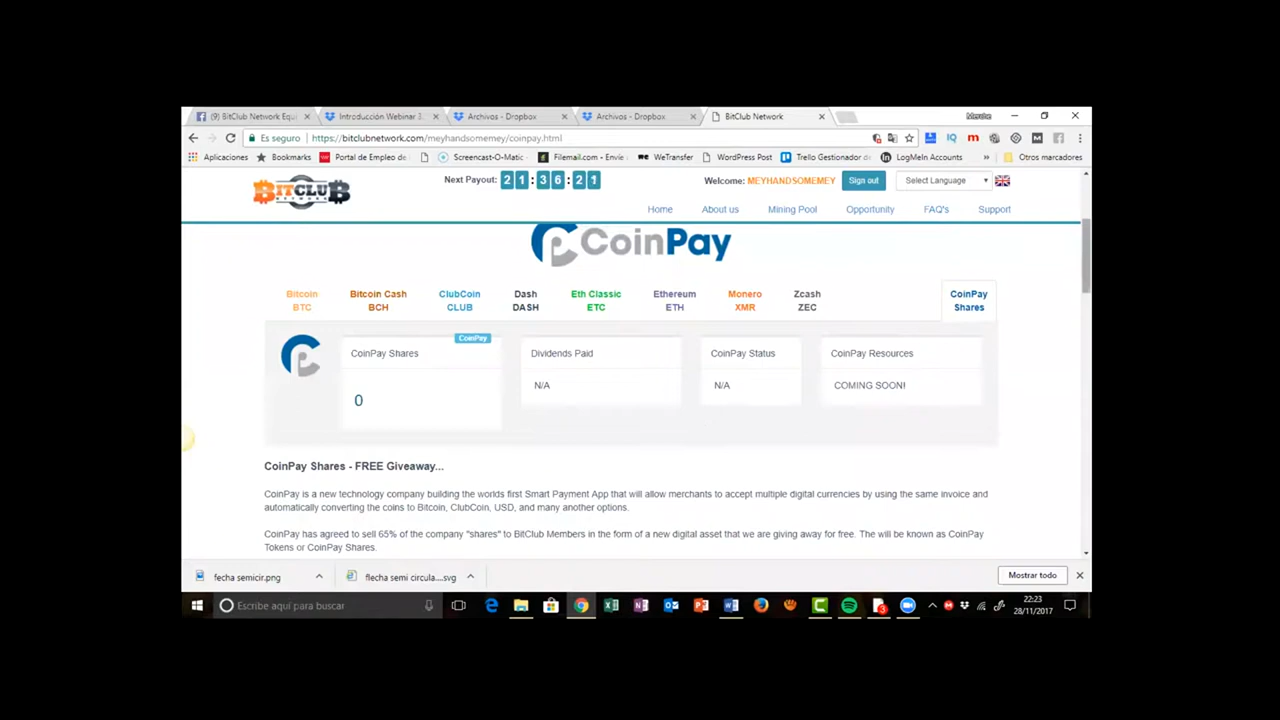 (9) BitClub Network Equi
Introducción Webinar 3.
Archivos - Dropbox
Archivos - Dropbox
BitClub Network
Merche
Es seguro
https://bitclubnetwork.com/meyhandsomemey/coinpay.html
Aplicaciones
Bookmarks
Portal de Empleo de
Screencast-O-Matic -
Filemail.com - Envie
WeTransfer
WordPress Post
Trello Gestionador de
LogMeIn Accounts
Otros marcadores
BITCLUB
NETWORK
Next Payout: 21:36:21
Welcome: MEYHANDSOMEMEY
Sign out
Select Language
Home
About us
Mining Pool
Opportunity
FAQ's
Support
CoinPay
Bitcoin
BTC
Bitcoin Cash
BCH
ClubCoin
CLUB
Dash
DASH
Eth Classic
ETC
Ethereum
ETH
Monero
XMR
Zcash
ZEC
CoinPay
Shares
CoinPay
CoinPay Shares
0
Dividends Paid
N/A
CoinPay Status
N/A
CoinPay Resources
COMING SOON!
CoinPay Shares - FREE Giveaway...
CoinPay is a new technology company building the worlds first Smart Payment App that will allow merchants to accept multiple digital currencies by using the same invoice and
automatically converting the coins to Bitcoin, ClubCoin, USD, and many another options.
CoinPay has agreed to sell 65% of the company "shares" to BitClub Members in the form of a new digital asset that we are giving away for free. The will be known as CoinPay
Tokens or CoinPay Shares.
fecha semicir.png
flecha semi circula....svg
Mostrar todo
Escribe aquí para buscar
22:23
28/11/2017